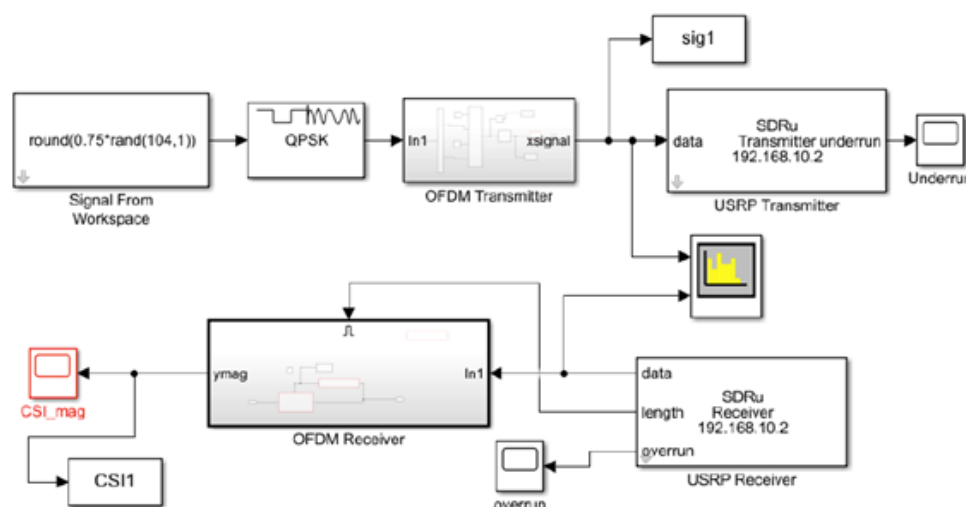 sig1
round(0.75*rand(104,1))
Signal From
Workspace
QPSK
In1
xsignal
OFDM Transmitter
data
SDRu
Transmitter underrun
192.168.10.2
USRP Transmitter
Underrun
CSI_mag
ymag
In1
OFDM Receiver
CSI1
data
length
overrun
SDRu
Receiver
192.168.10.2
USRP Receiver
overrun